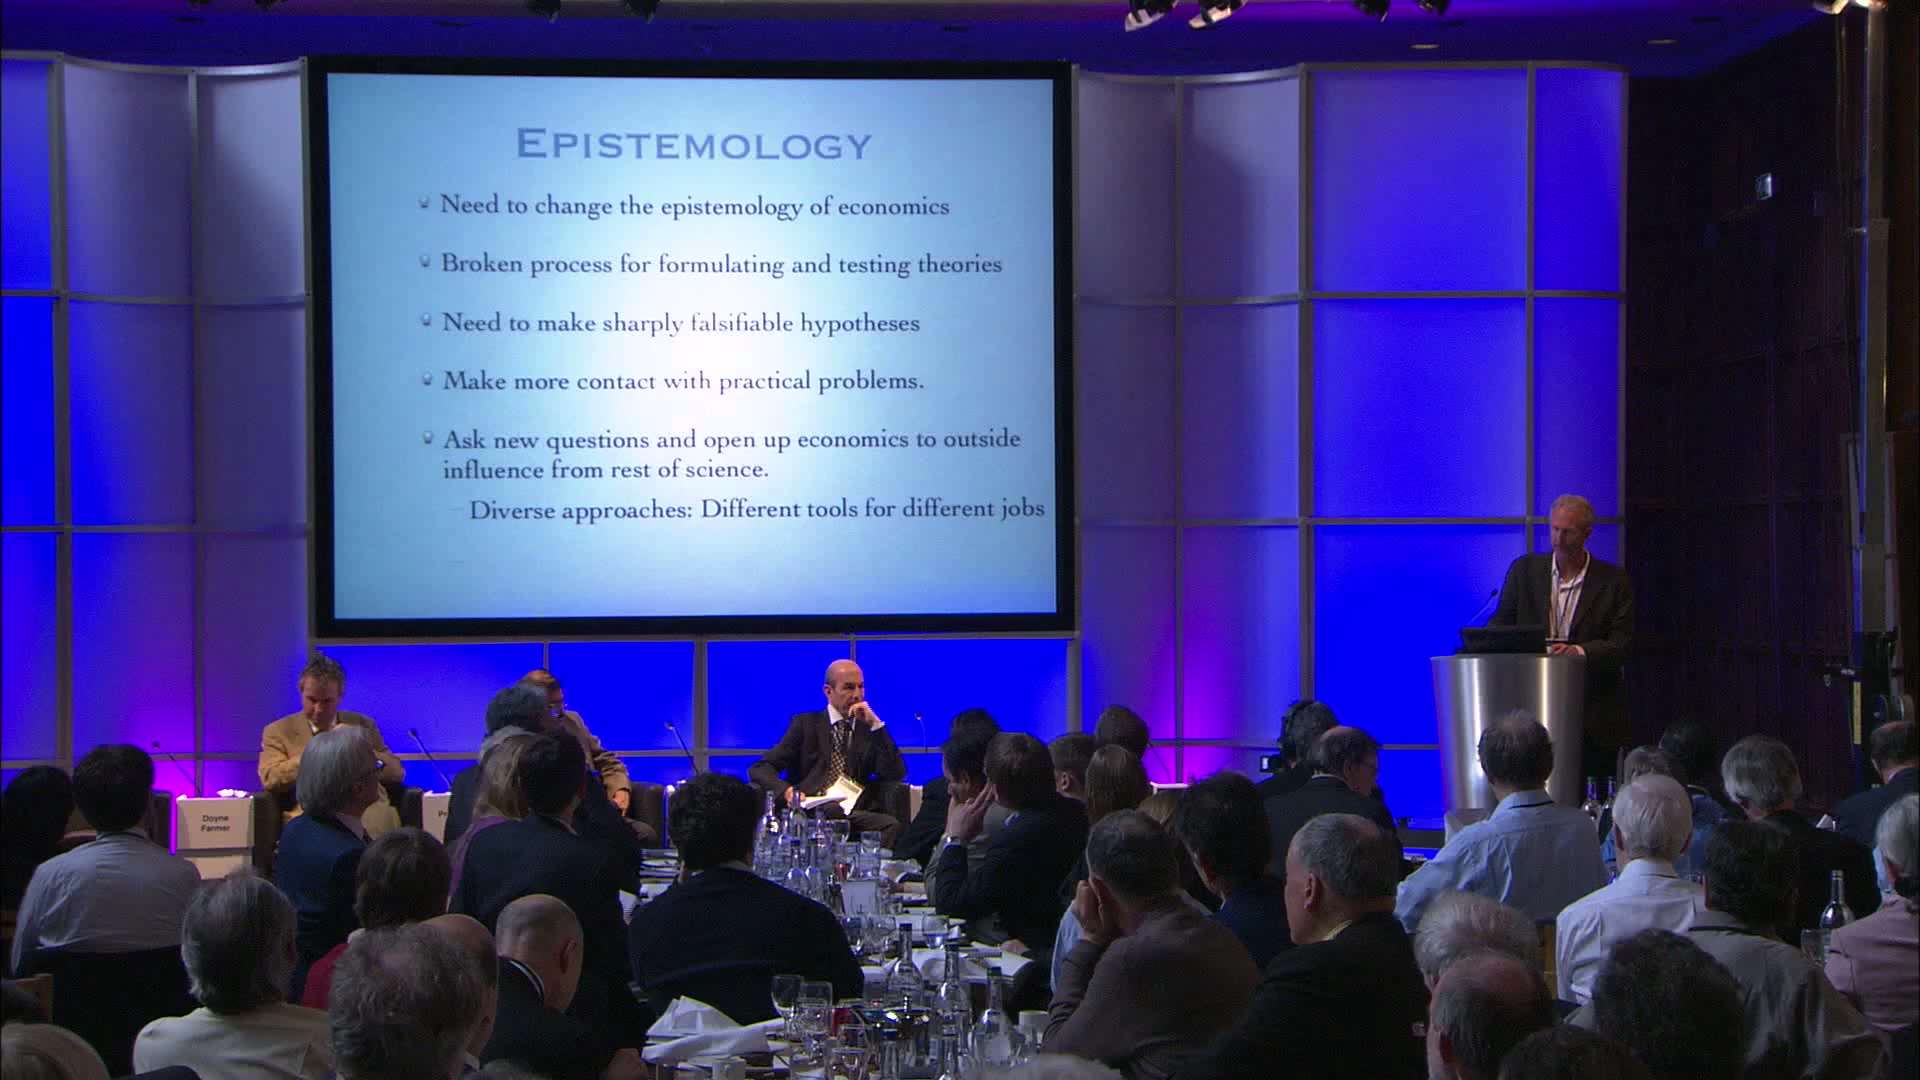 EPISTEMOLOGY
Need to change the epistemology of economics
Broken process for formulating and testing theories
Need to make sharply falsifiable hypotheses
Make more contact with practical problems.
Ask new questions and open up economics to outside
influence from rest of science.
Diverse approaches: Different tools for different jobs
Doyne
Farmer